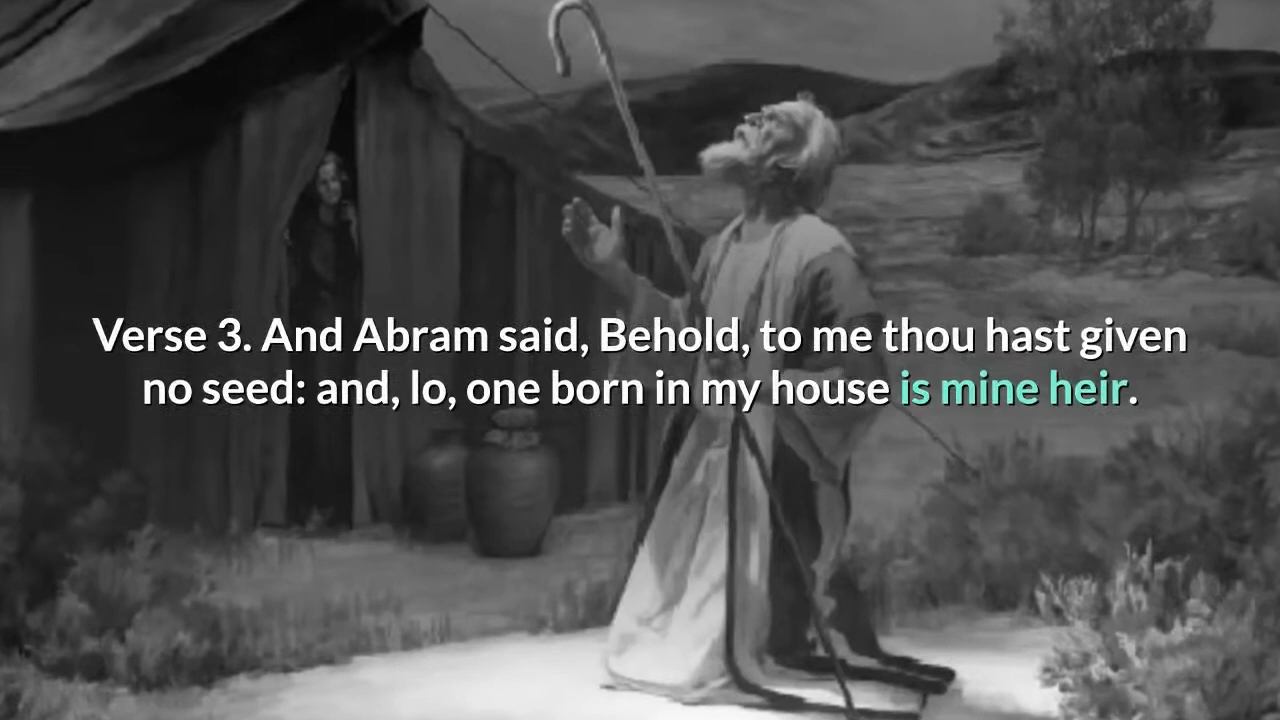 Verse 3. And Abram said, Behold, to me thou hast given
no seed: and, lo, one born in my house is mine heir.